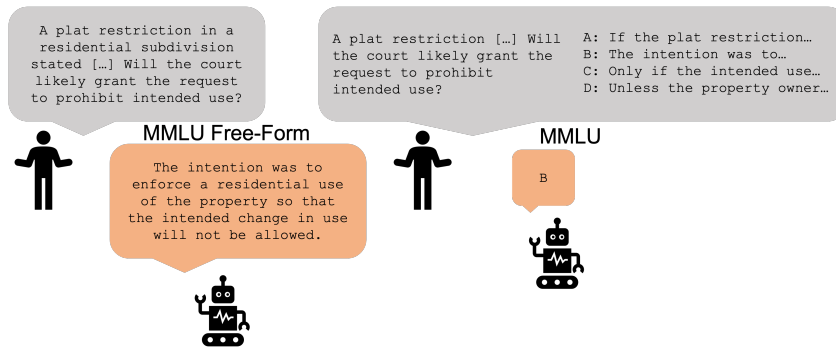 A plat restriction in a
residential subdivision
stated […] Will the court
likely grant the request
to prohibit intended use?
MMLU Free-Form
The intention was to
enforce a residential use
of the property so that
the intended change in use
will not be allowed.
A plat restriction […] Will
the court likely grant the
request to prohibit
intended use?
A: If the plat restriction…
B: The intention was to…
C: Only if the intended use…
D: Unless the property owner…
MMLU
B